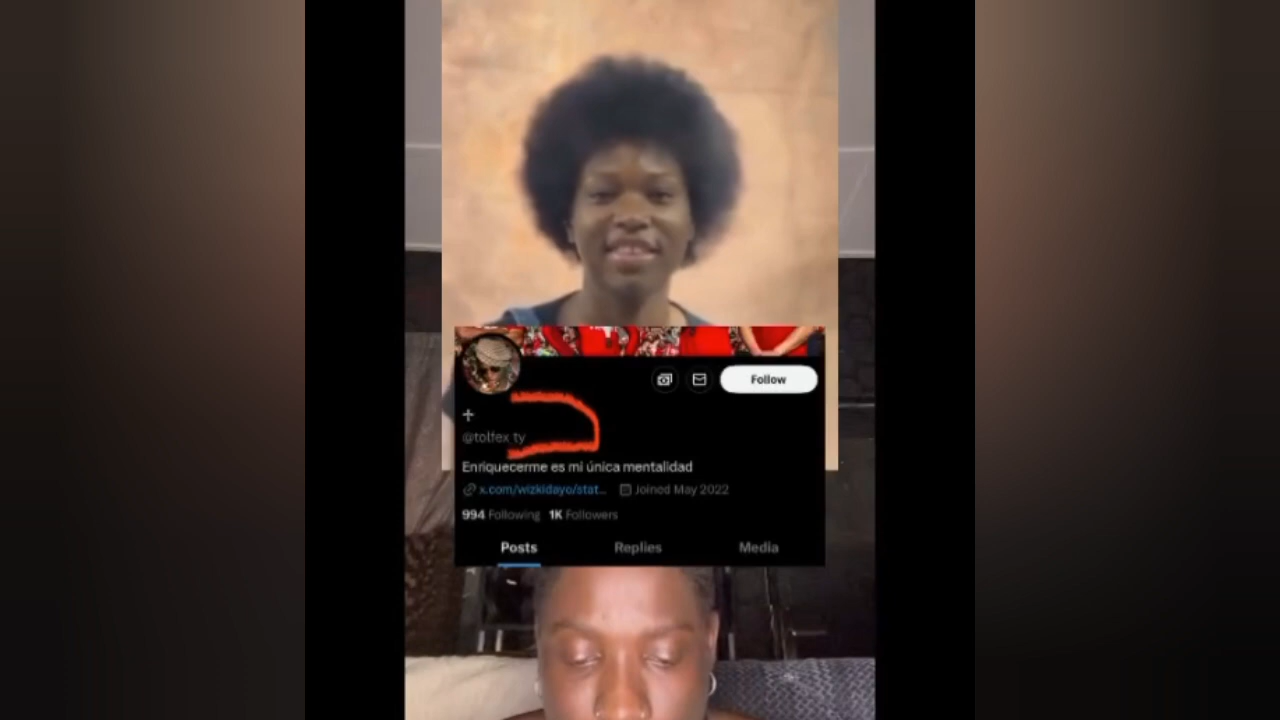 Follow
+
@tolfex ty
Enriquecerme es mi única mentalidad
x.com/wizkidayo/stat... Joined May 2022
994 Following 1K Followers
Posts Replies Media